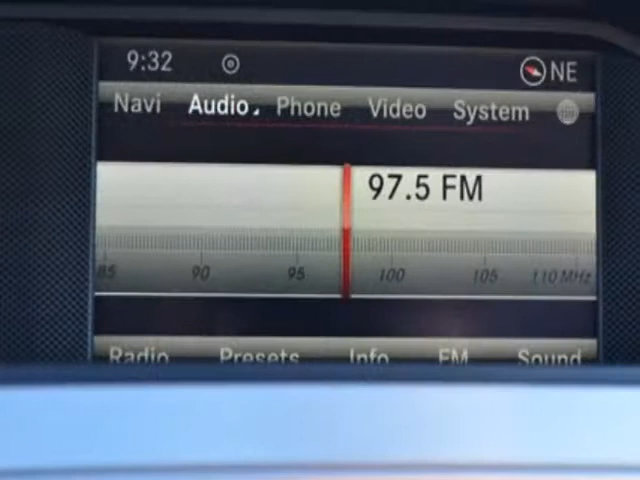 9:32 NE
Navi Audio Phone Video System
97.5 FM
85 90 95 100 105 110 MHz
Radio Presets Info FM Sound